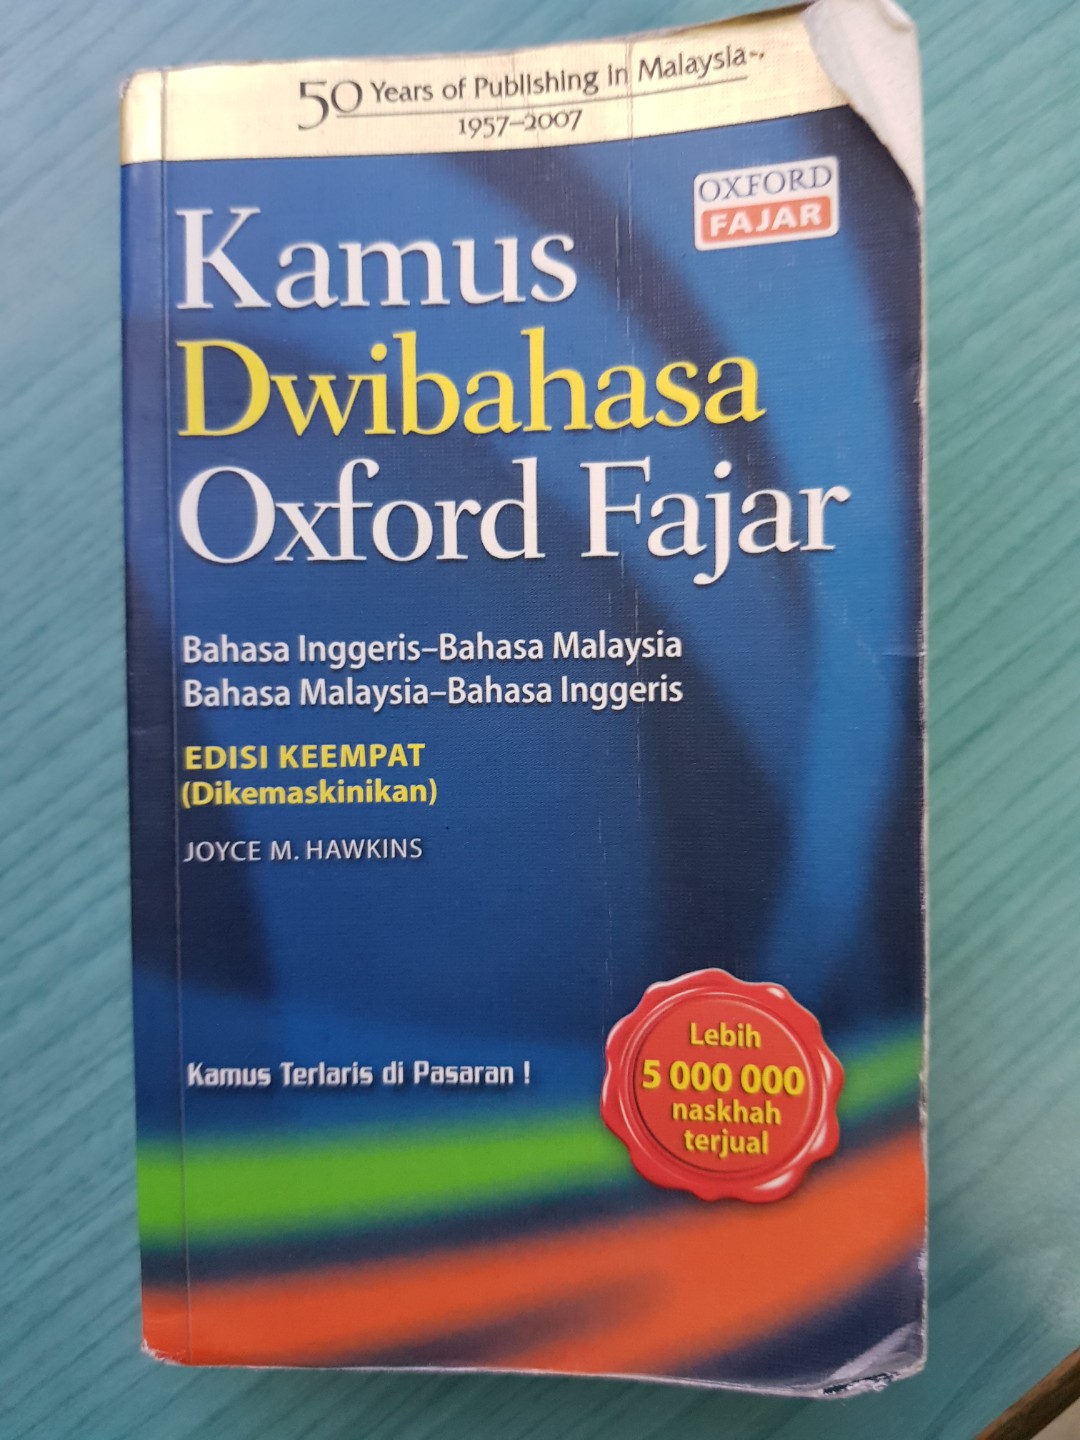 50 Years of Publishing in Malaysia
1957–2007
OXFORD
FAJAR
Kamus
Dwibahasa
Oxford Fajar
Bahasa Inggeris–Bahasa Malaysia
Bahasa Malaysia–Bahasa Inggeris
EDISI KEEMPAT
(Dikemaskinikan)
JOYCE M. HAWKINS
Kamus Terlaris di Pasaran !
Lebih
5 000 000
naskhah
terjual